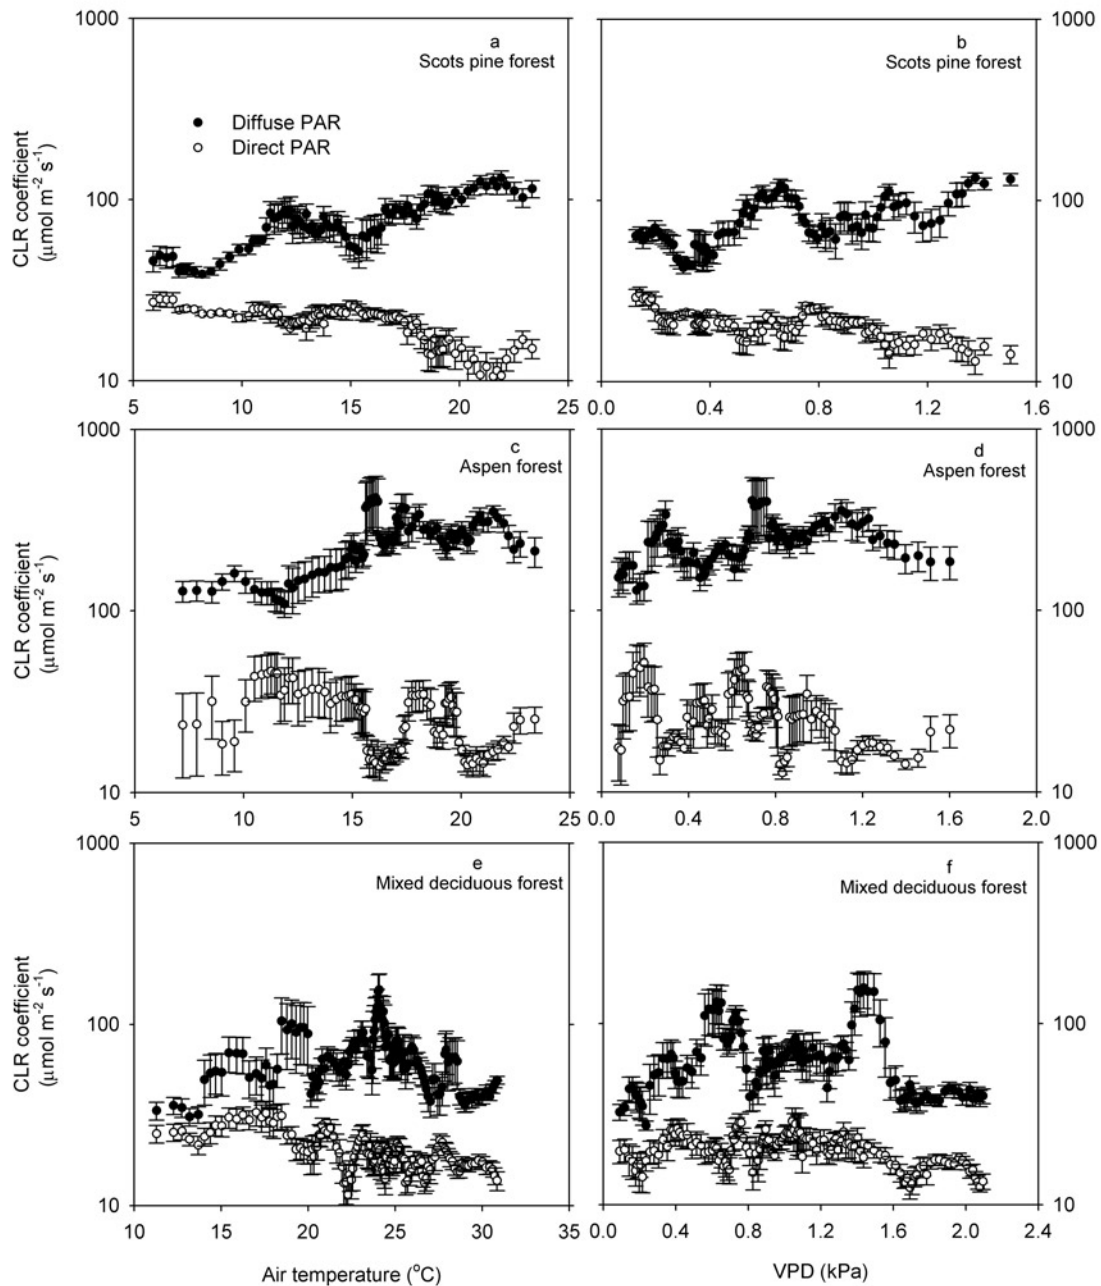 1000
a
Scots pine forest
Diffuse PAR
Direct PAR
100
10
CLR coefficient
(μmol m⁻² s⁻¹)
5 10 15 20 25
b
Scots pine forest
1000
100
10
0.0 0.4 0.8 1.2 1.6
1000
c
Aspen forest
100
10
CLR coefficient
(μmol m⁻² s⁻¹)
5 10 15 20 25
d
Aspen forest
1000
100
10
0.0 0.4 0.8 1.2 1.6 2.0
1000
e
Mixed deciduous forest
100
10
CLR coefficient
(μmol m⁻² s⁻¹)
10 15 20 25 30 35
Air temperature (°C)
f
Mixed deciduous forest
1000
100
10
0.0 0.4 0.8 1.2 1.6 2.0 2.4
VPD (kPa)